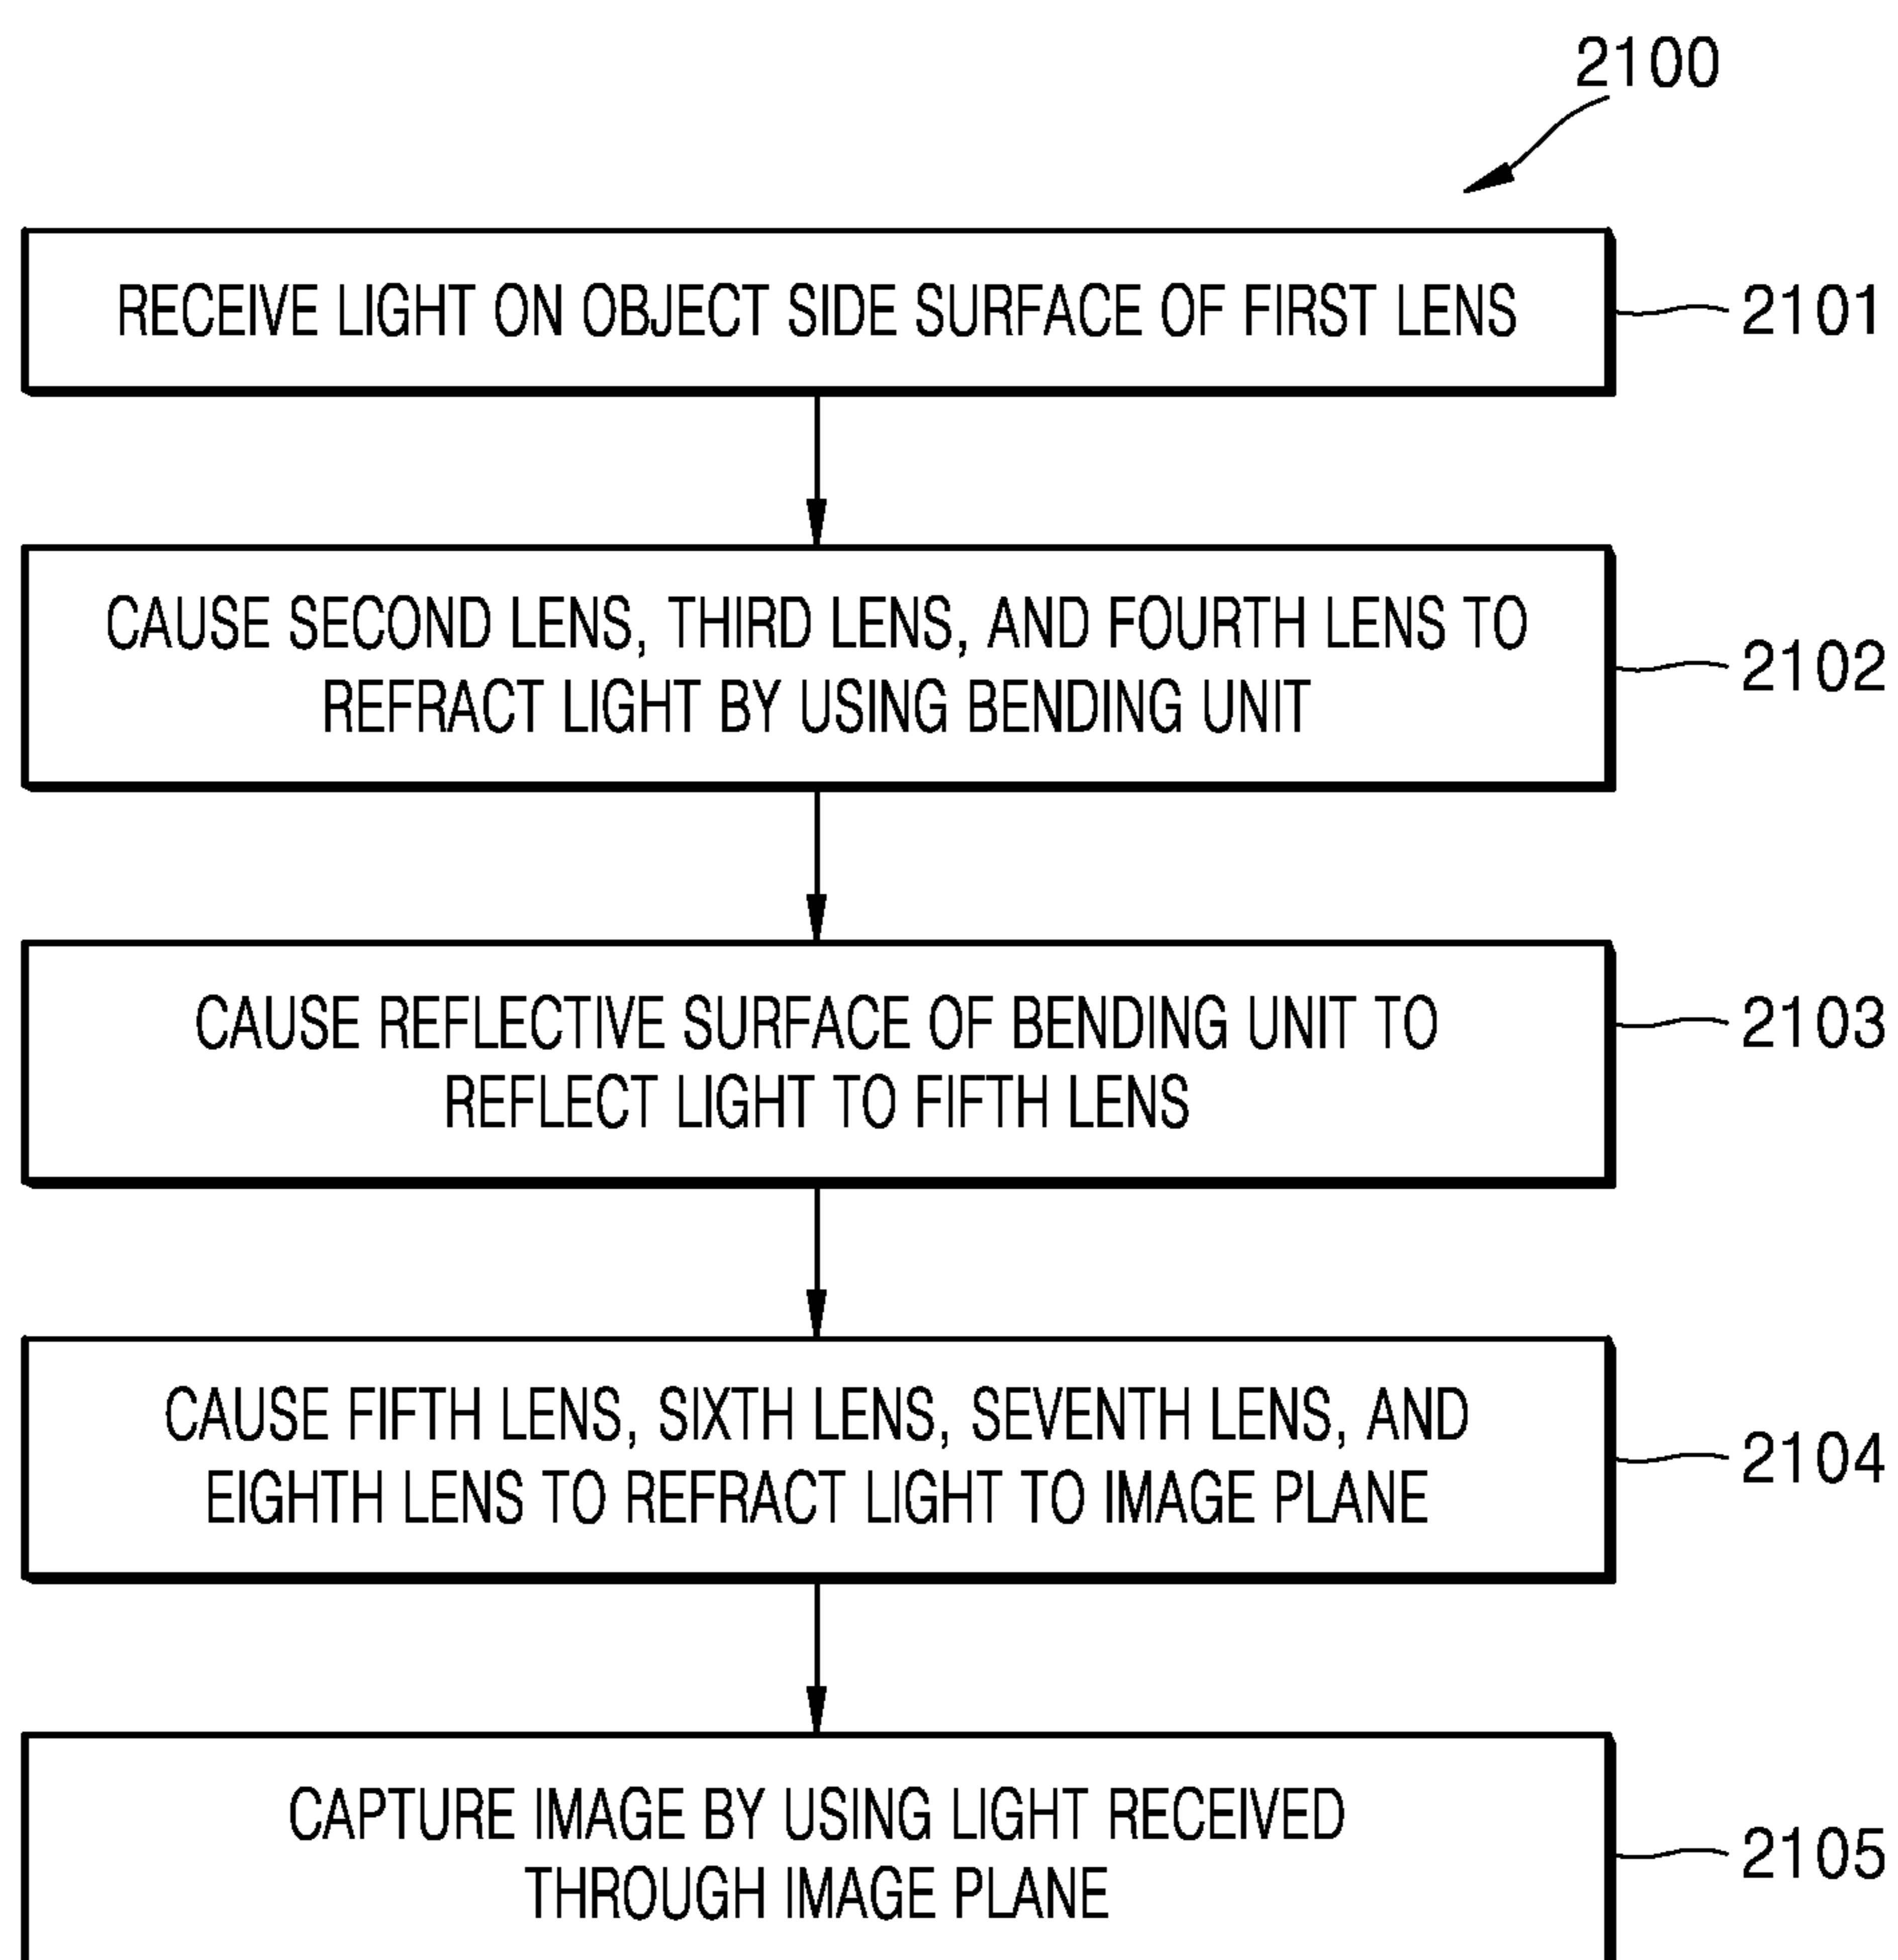 2100
RECEIVE LIGHT ON OBJECT SIDE SURFACE OF FIRST LENS
2101
CAUSE SECOND LENS, THIRD LENS, AND FOURTH LENS TO
REFRACT LIGHT BY USING BENDING UNIT
2102
CAUSE REFLECTIVE SURFACE OF BENDING UNIT TO
REFLECT LIGHT TO FIFTH LENS
2103
CAUSE FIFTH LENS, SIXTH LENS, SEVENTH LENS, AND
EIGHTH LENS TO REFRACT LIGHT TO IMAGE PLANE
2104
CAPTURE IMAGE BY USING LIGHT RECEIVED
THROUGH IMAGE PLANE
2105